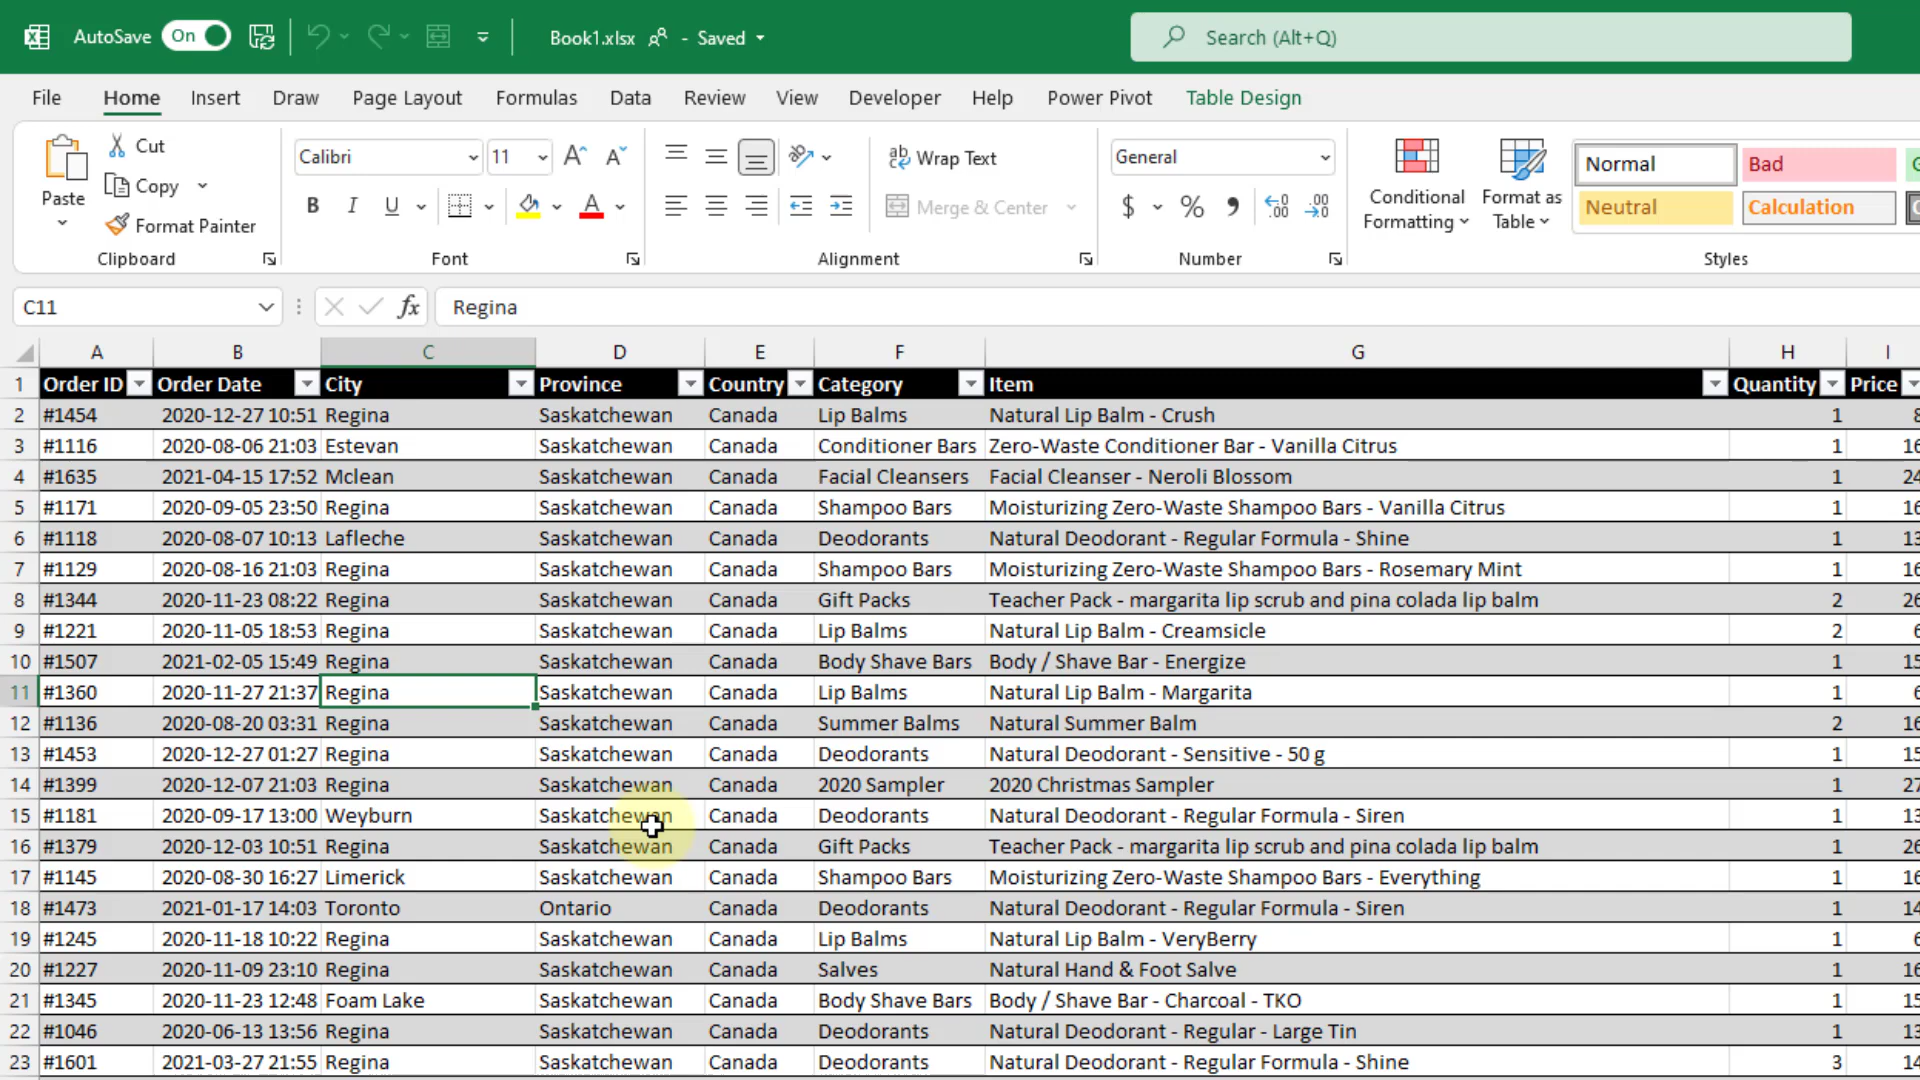 AutoSave On Book1.xlsx - Saved Search (Alt+Q)
File Home Insert Draw Page Layout Formulas Data Review View Developer Help Power Pivot Table Design
Paste Cut Copy Format Painter Clipboard
Calibri 11 B I U A Font
Wrap Text Merge & Center Alignment
General $ % Number
Conditional Formatting Format as Table
Normal Bad Neutral Calculation Styles
C11 fx Regina
A B C D E F G H I
1 Order ID Order Date City Province Country Category Item Quantity Price
2 #1454 2020-12-27 10:51 Regina Saskatchewan Canada Lip Balms Natural Lip Balm - Crush 1
3 #1116 2020-08-06 21:03 Estevan Saskatchewan Canada Conditioner Bars Zero-Waste Conditioner Bar - Vanilla Citrus 1 16
4 #1635 2021-04-15 17:52 Mclean Saskatchewan Canada Facial Cleansers Facial Cleanser - Neroli Blossom 1 24
5 #1171 2020-09-05 23:50 Regina Saskatchewan Canada Shampoo Bars Moisturizing Zero-Waste Shampoo Bars - Vanilla Citrus 1 16
6 #1118 2020-08-07 10:13 Lafleche Saskatchewan Canada Deodorants Natural Deodorant - Regular Formula - Shine 1 13
7 #1129 2020-08-16 21:03 Regina Saskatchewan Canada Shampoo Bars Moisturizing Zero-Waste Shampoo Bars - Rosemary Mint 1 16
8 #1344 2020-11-23 08:22 Regina Saskatchewan Canada Gift Packs Teacher Pack - margarita lip scrub and pina colada lip balm 2 26
9 #1221 2020-11-05 18:53 Regina Saskatchewan Canada Lip Balms Natural Lip Balm - Creamsicle 2 6
10 #1507 2021-02-05 15:49 Regina Saskatchewan Canada Body Shave Bars Body / Shave Bar - Energize 1 15
11 #1360 2020-11-27 21:37 Regina Saskatchewan Canada Lip Balms Natural Lip Balm - Margarita 1 6
12 #1136 2020-08-20 03:31 Regina Saskatchewan Canada Summer Balms Natural Summer Balm 2 16
13 #1453 2020-12-27 01:27 Regina Saskatchewan Canada Deodorants Natural Deodorant - Sensitive - 50 g 1 15
14 #1399 2020-12-07 21:03 Regina Saskatchewan Canada 2020 Sampler 2020 Christmas Sampler 1 27
15 #1181 2020-09-17 13:00 Weyburn Saskatchewan Canada Deodorants Natural Deodorant - Regular Formula - Siren 1 13
16 #1379 2020-12-03 10:51 Regina Saskatchewan Canada Gift Packs Teacher Pack - margarita lip scrub and pina colada lip balm 1 26
17 #1145 2020-08-30 16:27 Limerick Saskatchewan Canada Shampoo Bars Moisturizing Zero-Waste Shampoo Bars - Everything 1 16
18 #1473 2021-01-17 14:03 Toronto Ontario Canada Deodorants Natural Deodorant - Regular Formula - Siren 1 14
19 #1245 2020-11-18 10:22 Regina Saskatchewan Canada Lip Balms Natural Lip Balm - VeryBerry 1 6
20 #1227 2020-11-09 23:10 Regina Saskatchewan Canada Salves Natural Hand & Foot Salve 1 16
21 #1345 2020-11-23 12:48 Foam Lake Saskatchewan Canada Body Shave Bars Body / Shave Bar - Charcoal - TKO 1 15
22 #1046 2020-06-13 13:56 Regina Saskatchewan Canada Deodorants Natural Deodorant - Regular - Large Tin 1 13
23 #1601 2021-03-27 21:55 Regina Saskatchewan Canada Deodorants Natural Deodorant - Regular Formula - Shine 3 14